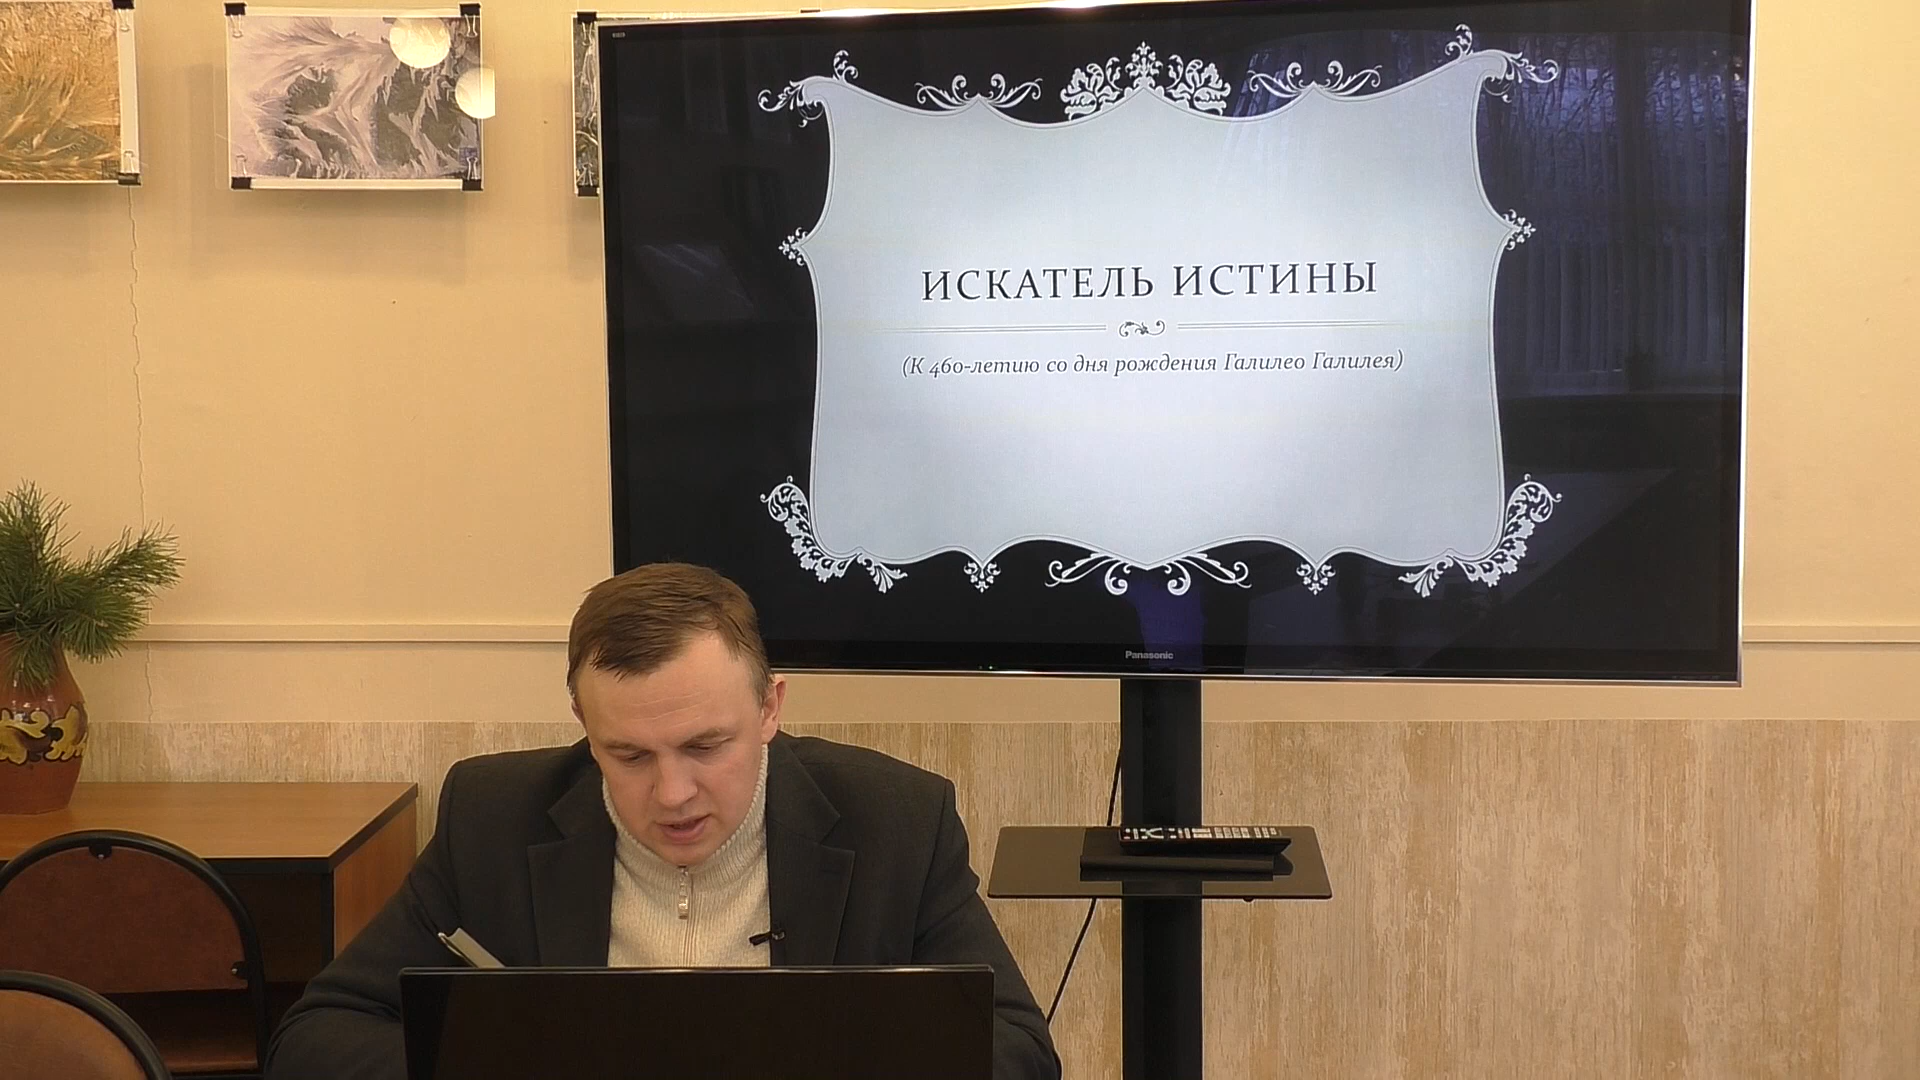 ИСКАТЕЛЬ ИСТИНЫ
(К 460-летию со дня рождения Галилео Галилея)
Panasonic